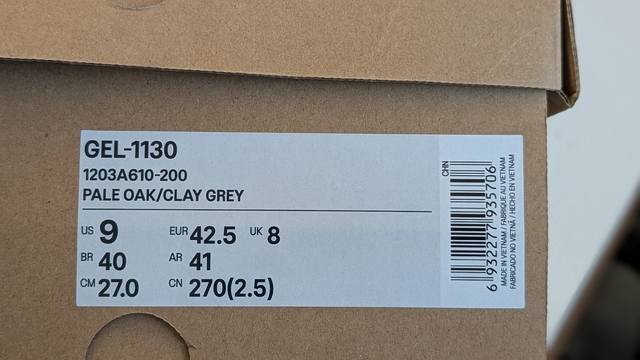 GEL-1130
1203A610-200
PALE OAK/CLAY GREY
US 9 EUR 42.5 UK 8
BR 40 AR 41
CM 27.0 CN 270(2.5)
CHN
6 932277 935706
MADE IN VIETNAM / FABRIQUÉ AU VIETNAM
FABRICADO NO VIETNÃ / HECHO EN VIETNAM